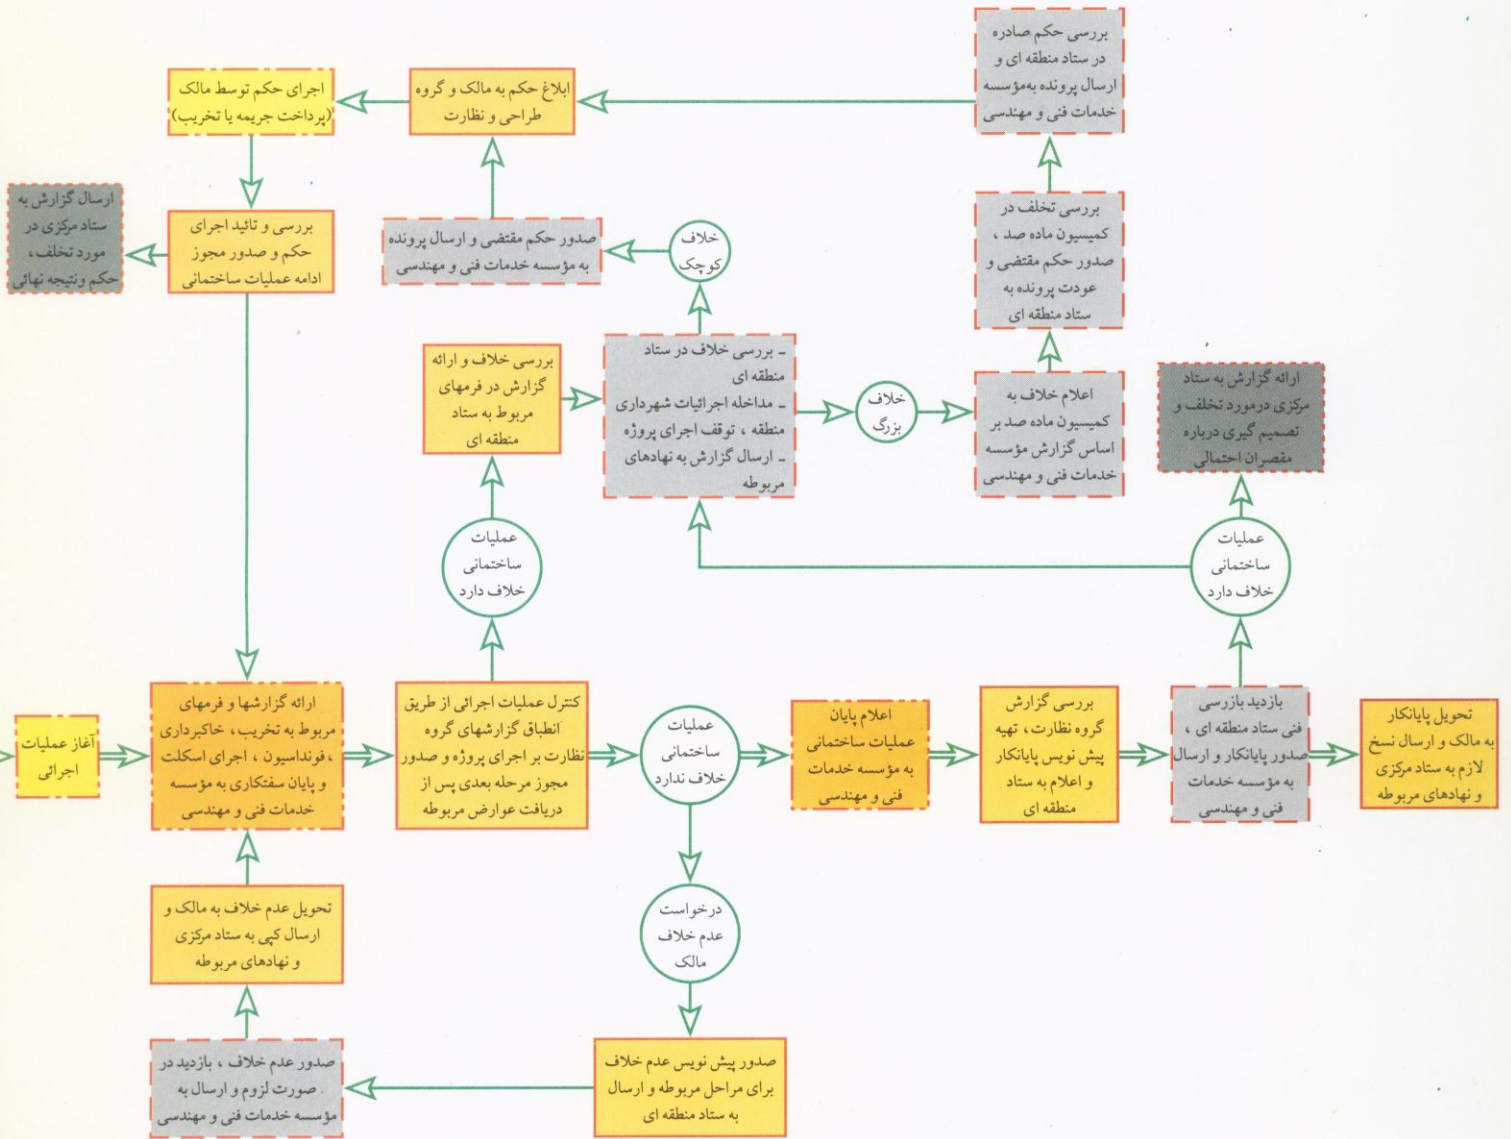 بررسی حکم صادره
در ستاد منطقه ای و
ارسال پرونده به‌مؤسسه
خدمات فنی و مهندسی
ابلاغ حکم به مالک و گروه
طراحی و نظارت
اجرای حکم توسط مالک
(پرداخت جریمه یا تخریب)
ارسال گزارش به
ستاد مرکزی در
مورد تخلف ،
حکم ونتیجه نهائی
بررسی و تائید اجرای
حکم و صدور مجوز
ادامه عملیات ساختمانی
صدور حکم مقتضی و ارسال پرونده
به مؤسسه خدمات فنی و مهندسی
خلاف
کوچک
بررسی تخلف در
کمیسیون ماده صد ،
صدور حکم مقتضی و
عودت پرونده به
ستاد منطقه ای
بررسی خلاف و ارائه
گزارش در فرمهای
مربوط به ستاد
منطقه ای
ـ بررسی خلاف در ستاد
منطقه ای
ـ مداخله اجرائیات شهرداری
منطقه ، توقف اجرای پروژه
ـ ارسال گزارش به نهادهای
مربوطه
خلاف
بزرگ
اعلام خلاف به
کمیسیون ماده صد بر
اساس گزارش مؤسسه
خدمات فنی و مهندسی
ارائه گزارش به ستاد
مرکزی درمورد تخلف و
تصمیم گیری درباره
مقصران احتمالی
عملیات
ساختمانی
خلاف دارد
عملیات
ساختمانی
خلاف دارد
آغاز عملیات
اجرائی
ارائه گزارشها و فرمهای
مربوط به تخریب، خاکبرداری
،فونداسیون ، اجرای اسکلت
و پایان سفتکاری به مؤسسه
خدمات فنی و مهندسی
کنترل عملیات اجرائی از طریق
انطباق گزارشهای گروه
نظارت بر اجرای پروژه و صدور
مجوز مرحله بعدی پس از
دریافت عوارض مربوطه
عملیات
ساختمانی
خلاف ندارد
اعلام پایان
عملیات ساختمانی
به مؤسسه خدمات
فنی و مهندسی
بررسی گزارش
گروه نظارت، تهیه
پیش نویس پایانکار
و اعلام به ستاد
منطقه ای
بازدید بازرسی
فنی ستاد منطقه ای ،
صدور پایانکار و ارسال
به مؤسسه خدمات
فنی و مهندسی
تحویل پایانکار
به مالک و ارسال نسخ
لازم به ستاد مرکزی
و نهادهای مربوطه
تحویل عدم خلاف به مالک و
ارسال کپی به ستاد مرکزی
و نهادهای مربوطه
درخواست
عدم خلاف
مالک
صدور عدم خلاف ، بازدید در
صورت لزوم و ارسال به
مؤسسه خدمات فنی و مهندسی
صدور پیش نویس عدم خلاف
برای مراحل مربوطه و ارسال
به ستاد منطقه ای